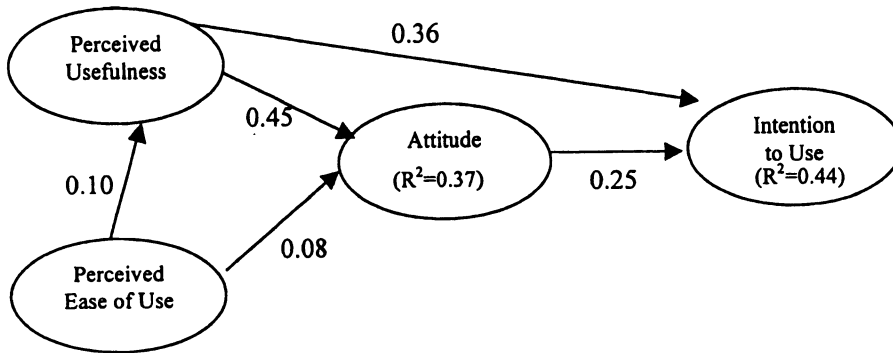 Perceived
Usefulness
0.36
0.45
Attitude
(R²=0.37)
Intention
to Use
(R²=0.44)
0.10
0.25
0.08
Perceived
Ease of Use